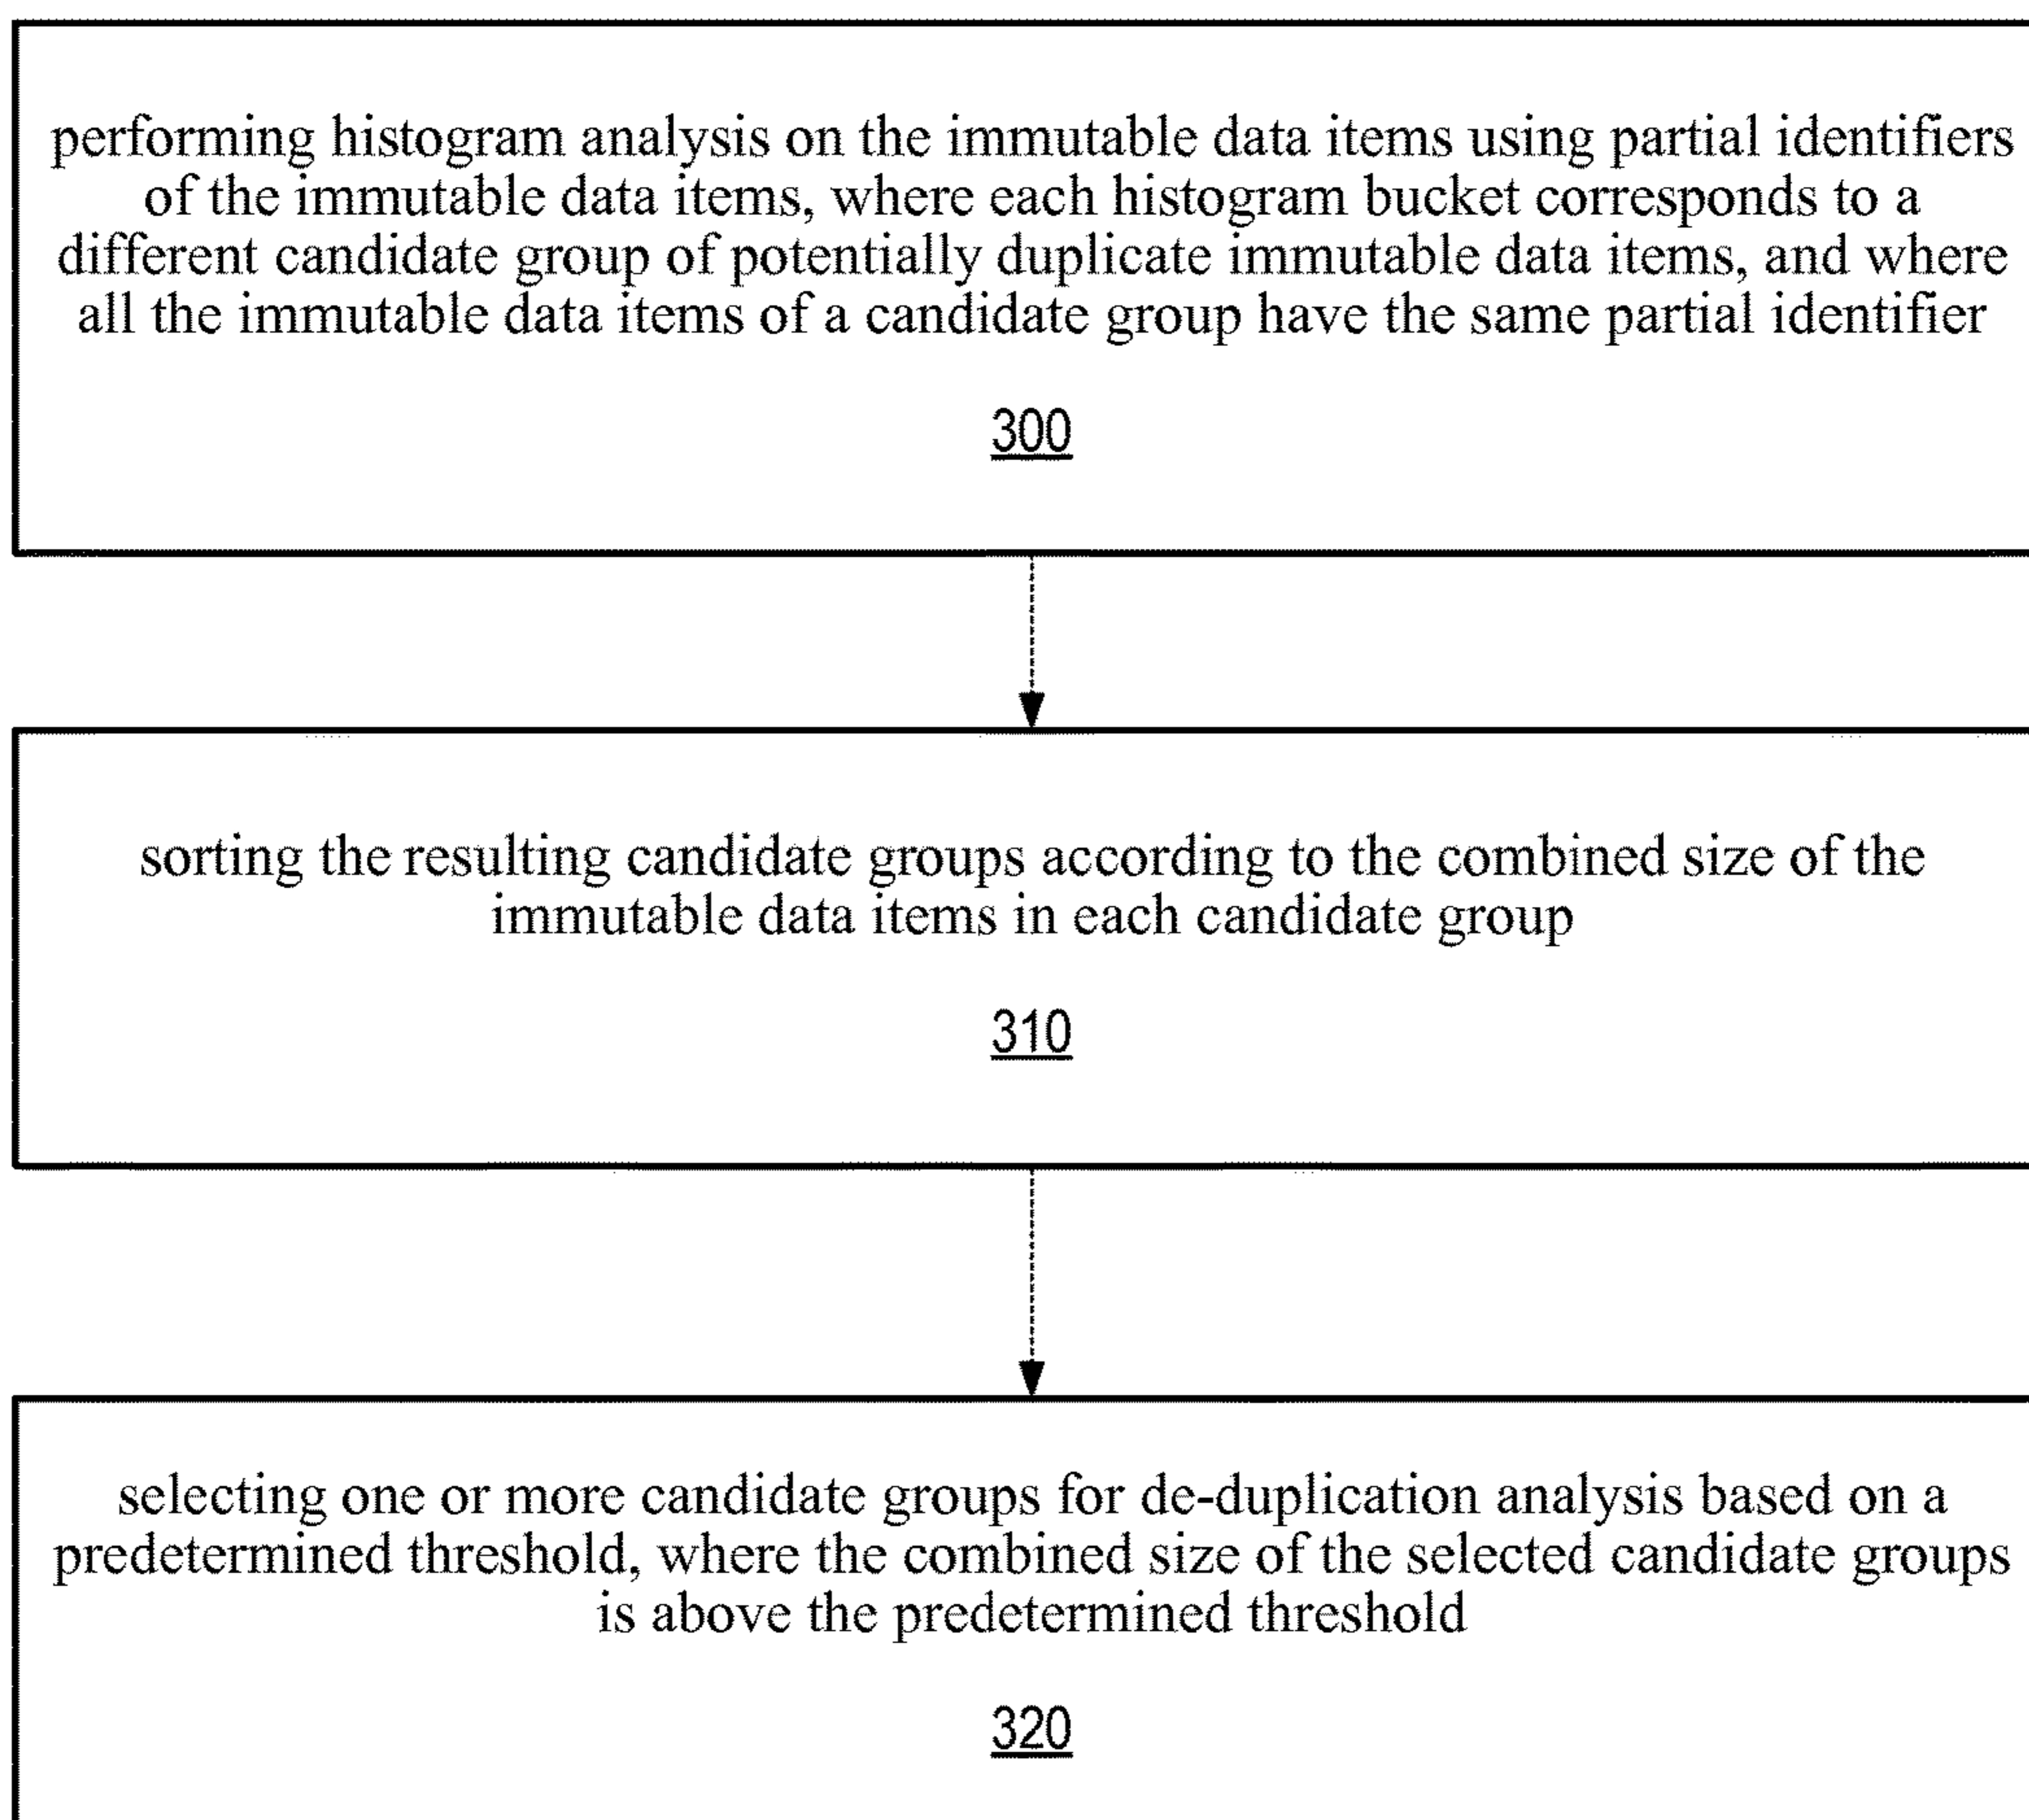 performing histogram analysis on the immutable data items using partial identifiers
of the immutable data items, where each histogram bucket corresponds to a
different candidate group of potentially duplicate immutable data items, and where
all the immutable data items of a candidate group have the same partial identifier
300
sorting the resulting candidate groups according to the combined size of the
immutable data items in each candidate group
310
selecting one or more candidate groups for de-duplication analysis based on a
predetermined threshold, where the combined size of the selected candidate groups
is above the predetermined threshold
320